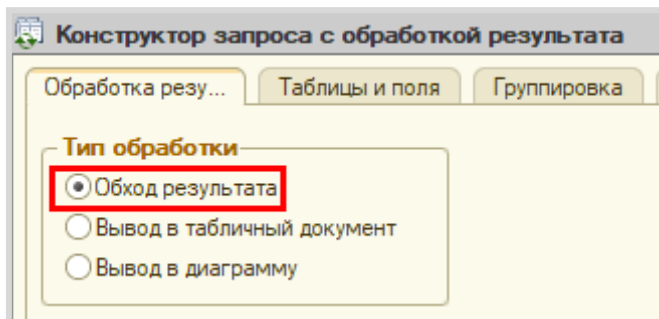 Конструктор запроса с обработкой результата
Обработка резу... Таблицы и поля Группировка
Тип обработки
Обход результата
Вывод в табличный документ
Вывод в диаграмму